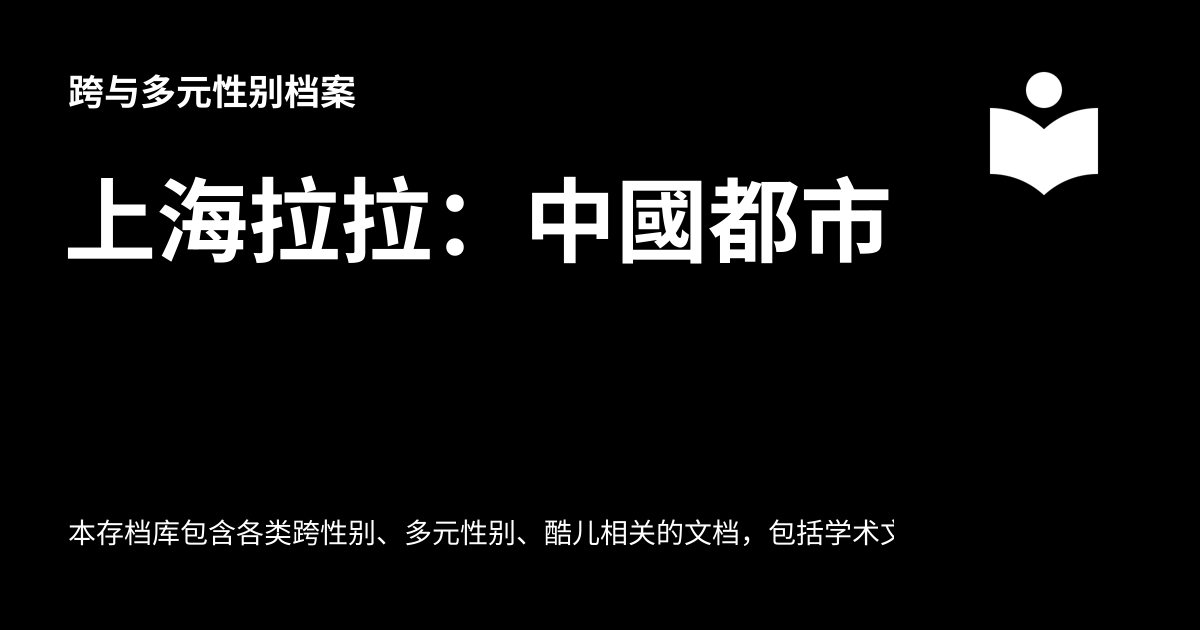 跨与多元性别档案
上海拉拉：中國都市
本存档库包含各类跨性别、多元性别、酷儿相关的文档，包括学术